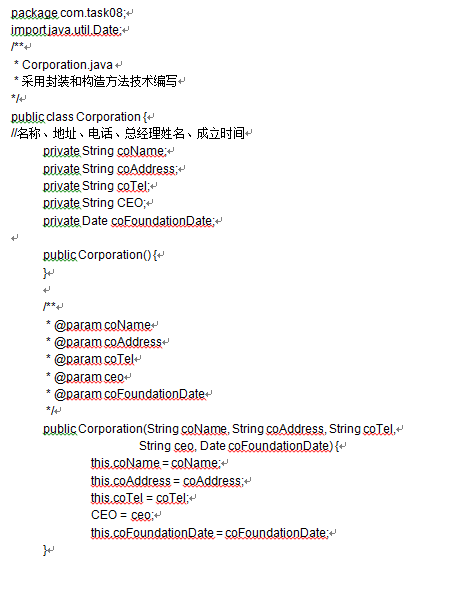 package com.task08;
import java.util.Date;
/**
 * Corporation.java
 * 采用封装和构造方法技术编写
*/
public class Corporation {
//名称、地址、电话、总经理姓名、成立时间
private String coName;
private String coAddress;
private String coTel;
private String CEO;
private Date coFoundationDate;
public Corporation() {
}
/**
 * @param coName
 * @param coAddress
 * @param coTel
 * @param ceo
 * @param coFoundationDate
 */
public Corporation(String coName, String coAddress, String coTel,
String ceo, Date coFoundationDate) {
this.coName = coName;
this.coAddress = coAddress;
this.coTel = coTel;
CEO = ceo;
this.coFoundationDate = coFoundationDate;
}